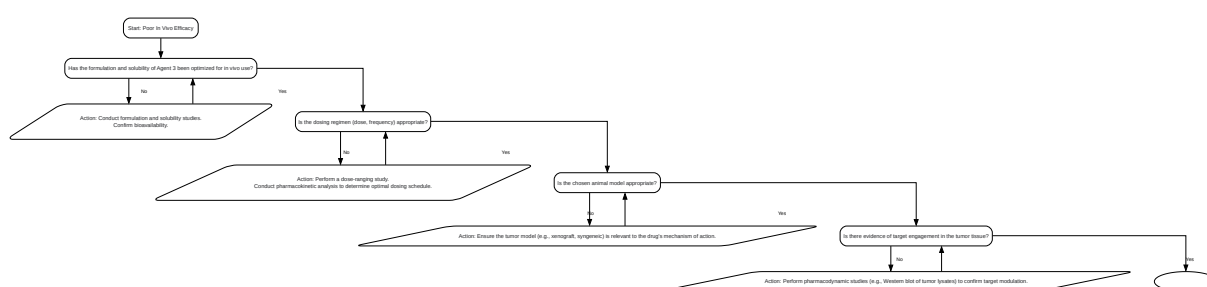 Start: Poor In Vivo Efficacy
Has the formulation and solubility of Agent 3 been optimized for in vivo use?
No
Yes
Action: Conduct formulation and solubility studies.
Confirm bioavailability.
Is the dosing regimen (dose, frequency) appropriate?
No
Yes
Action: Perform a dose-ranging study.
Conduct pharmacokinetic analysis to determine optimal dosing schedule.
Is the chosen animal model appropriate?
No
Yes
Action: Ensure the tumor model (e.g., xenograft, syngeneic) is relevant to the drug's mechanism of action.
Is there evidence of target engagement in the tumor tissue?
No
Yes
Action: Perform pharmacodynamic studies (e.g., Western blot of tumor lysates) to confirm target modulation.